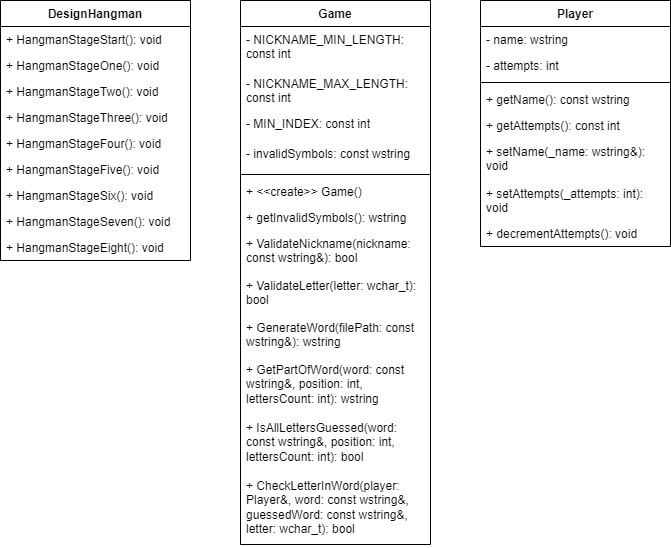 DesignHangman
+ HangmanStageStart(): void
+ HangmanStageOne(): void
+ HangmanStageTwo(): void
+ HangmanStageThree(): void
+ HangmanStageFour(): void
+ HangmanStageFive(): void
+ HangmanStageSix(): void
+ HangmanStageSeven(): void
+ HangmanStageEight(): void
Game
- NICKNAME_MIN_LENGTH:
const int
- NICKNAME_MAX_LENGTH:
const int
- MIN_INDEX: const int
- invalidSymbols: const wstring
+ <<create>> Game()
+ getInvalidSymbols(): wstring
+ ValidateNickname(nickname:
const wstring&): bool
+ ValidateLetter(letter: wchar_t):
bool
+ GenerateWord(filePath: const
wstring&): wstring
+ GetPartOfWord(word: const
wstring&, position: int,
lettersCount: int): wstring
+ IsAllLettersGuessed(word:
const wstring&, position: int,
lettersCount: int): bool
+ CheckLetterInWord(player:
Player&, word: const wstring&,
guessedWord: const wstring&,
letter: wchar_t): bool
Player
- name: wstring
- attempts: int
+ getName(): const wstring
+ getAttempts(): const int
+ setName(_name: wstring&):
void
+ setAttempts(_attempts: int):
void
+ decrementAttempts(): void